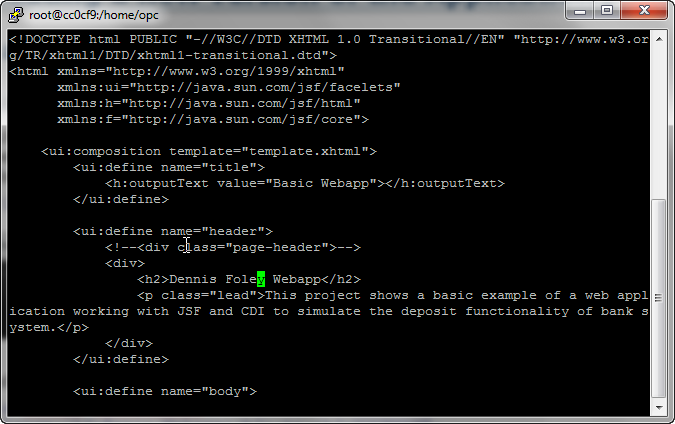 root@cc0cf9:/home/opc
<!DOCTYPE html PUBLIC "-//W3C//DTD XHTML 1.0 Transitional//EN" "http://www.w3.or
g/TR/xhtml1/DTD/xhtml1-transitional.dtd">
<html xmlns="http://www.w3.org/1999/xhtml"
      xmlns:ui="http://java.sun.com/jsf/facelets"
      xmlns:h="http://java.sun.com/jsf/html"
      xmlns:f="http://java.sun.com/jsf/core">
    <ui:composition template="template.xhtml">
        <ui:define name="title">
            <h:outputText value="Basic Webapp"></h:outputText>
        </ui:define>
        <ui:define name="header">
            <!--<div class="page-header">-->
            <div>
                <h2>Dennis Foley Webapp</h2>
                <p class="lead">This project shows a basic example of a web appl
ication working with JSF and CDI to simulate the deposit functionality of bank s
ystem.</p>
            </div>
        </ui:define>
        <ui:define name="body">